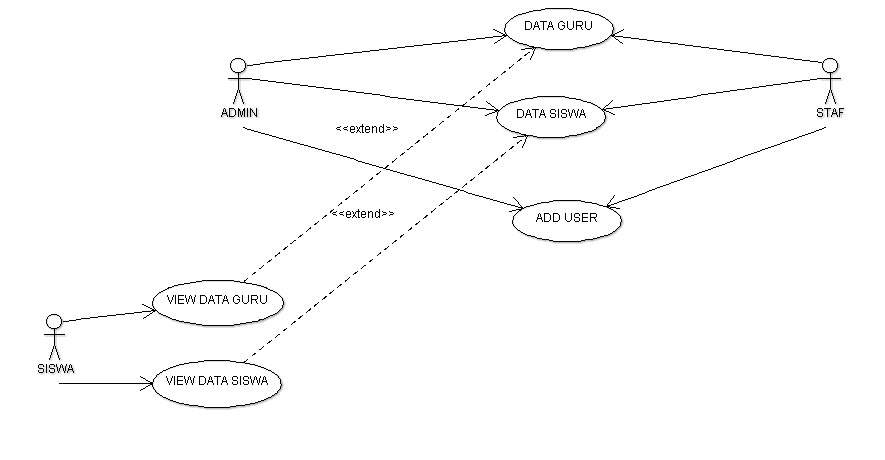 DATA GURU
ADMIN
STAF
DATA SISWA
<<extend>>
ADD USER
<<extend>>
VIEW DATA GURU
SISWA
VIEW DATA SISWA